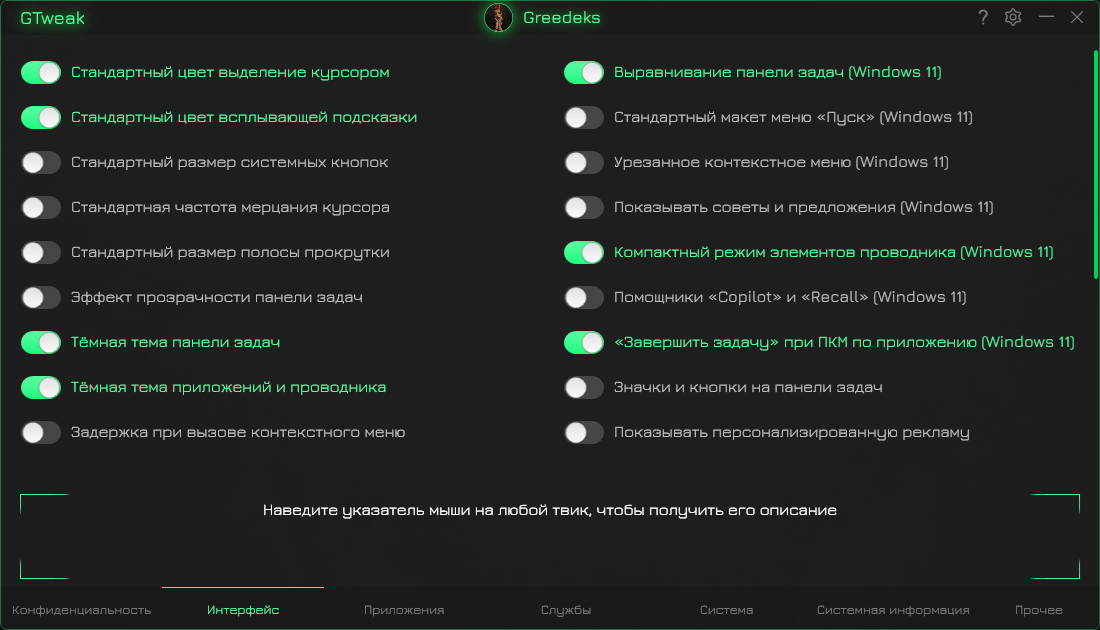 GTweak
Greedeks
?
Стандартный цвет выделение курсором
Стандартный цвет всплывающей подсказки
Стандартный размер системных кнопок
Стандартная частота мерцания курсора
Стандартный размер полосы прокрутки
Эффект прозрачности панели задач
Тёмная тема панели задач
Тёмная тема приложений и проводника
Задержка при вызове контекстного меню
Выравнивание панели задач (Windows 11)
Стандартный макет меню «Пуск» (Windows 11)
Урезанное контекстное меню (Windows 11)
Показывать советы и предложения (Windows 11)
Компактный режим элементов проводника (Windows 11)
Помощники «Copilot» и «Recall» (Windows 11)
«Завершить задачу» при ПКМ по приложению (Windows 11)
Значки и кнопки на панели задач
Показывать персонализированную рекламу
Наведите указатель мыши на любой твик, чтобы получить его описание
Конфиденциальность
Интерфейс
Приложения
Службы
Система
Системная информация
Прочее